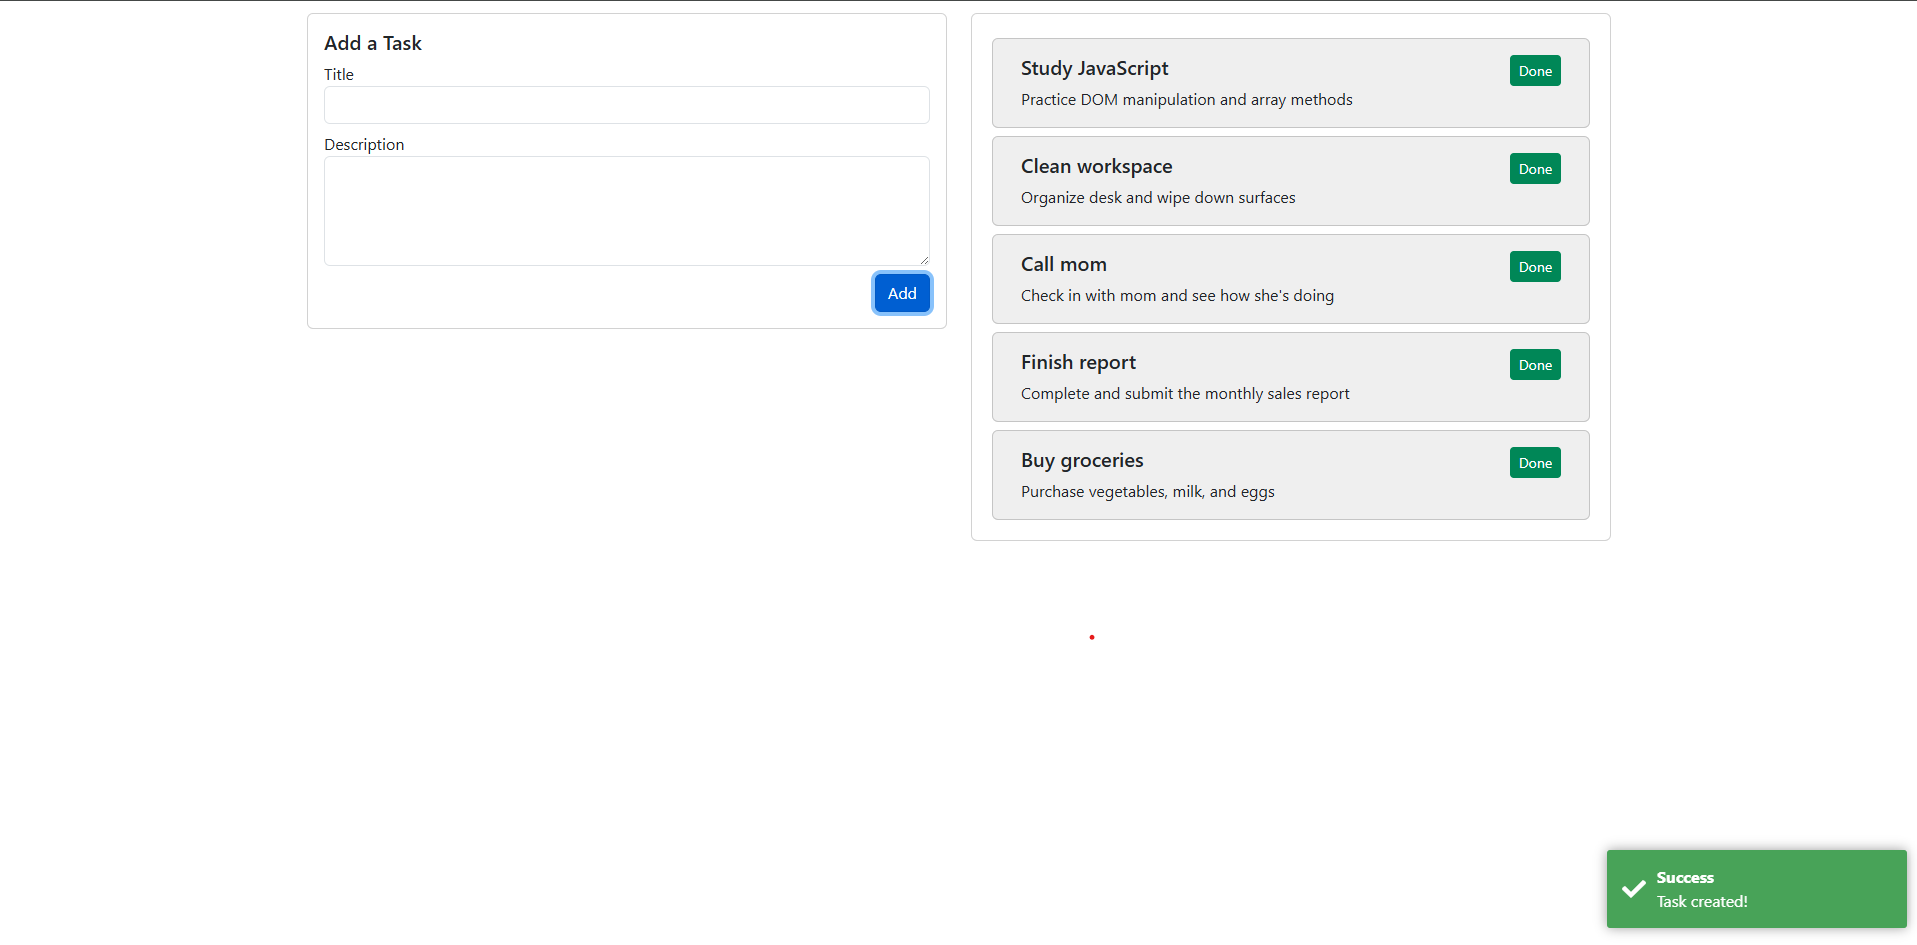 Add a Task
Title
Description
Add
Study JavaScript
Done
Practice DOM manipulation and array methods
Clean workspace
Done
Organize desk and wipe down surfaces
Call mom
Done
Check in with mom and see how she's doing
Finish report
Done
Complete and submit the monthly sales report
Buy groceries
Done
Purchase vegetables, milk, and eggs
Success
Task created!